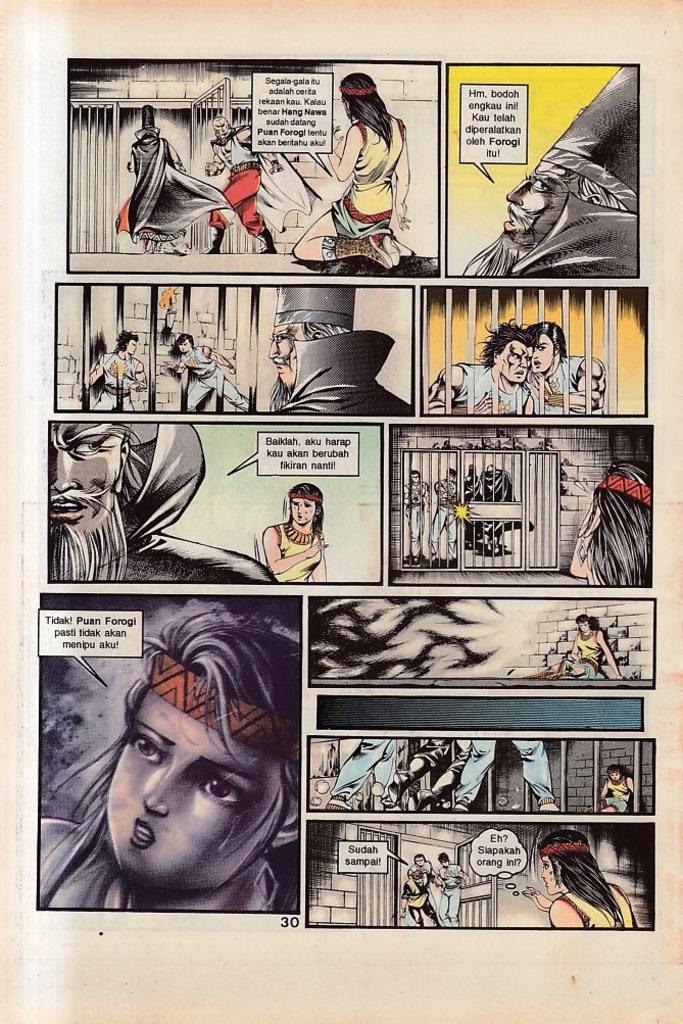 Segala-gala itu
adalah cerita
rekaan kau. Kalau
benar Hang Nawa
sudah datang
Puan Forogi tentu
akan beritahu aku!
Hm, bodoh
engkau ini!
Kau telah
diperalatkan
oleh Forogi
itu!
Baiklah, aku harap
kau akan berubah
fikiran nanti!
Tidak! Puan Forogi
pasti tidak akan
menipu aku!
Sudah
sampai!
Eh?
Siapakah
orang ini?
30